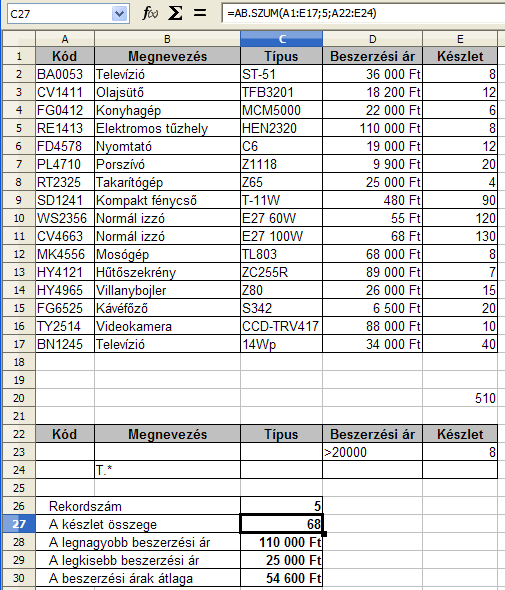 C27 f(x) Σ = =AB.SZUM(A1:E17;5;A22:E24)
A B C D E
1 Kód Megnevezés Típus Beszerzési ár Készlet
2 BA0053 Televízió ST-51 36 000 Ft 8
3 CV1411 Olajsütő TFB3201 18 200 Ft 12
4 FG0412 Konyhagép MCM5000 22 000 Ft 6
5 RE1413 Elektromos tűzhely HEN2320 110 000 Ft 8
6 FD4578 Nyomtató C6 19 000 Ft 12
7 PL4710 Porszívó Z1118 9 900 Ft 20
8 RT2325 Takarítógép Z65 25 000 Ft 4
9 SD1241 Kompakt fénycső T-11W 480 Ft 90
10 WS2356 Normál izzó E27 60W 55 Ft 120
11 CV4663 Normál izzó E27 100W 68 Ft 130
12 MK4556 Mosógép TL803 68 000 Ft 8
13 HY4121 Hűtőszekrény ZC255R 89 000 Ft 7
14 HY4965 Villanybojler Z80 26 000 Ft 15
15 FG6525 Kávéfőző S342 6 500 Ft 20
16 TY2514 Videokamera CCD-TRV417 88 000 Ft 10
17 BN1245 Televízió 14Wp 34 000 Ft 40
18
19
20 510
21
22 Kód Megnevezés Típus Beszerzési ár Készlet
23 >20000 8
24 T.*
25
26 Rekordszám 5
27 A készlet összege 68
28 A legnagyobb beszerzési ár 110 000 Ft
29 A legkisebb beszerzési ár 25 000 Ft
30 A beszerzési árak átlaga 54 600 Ft